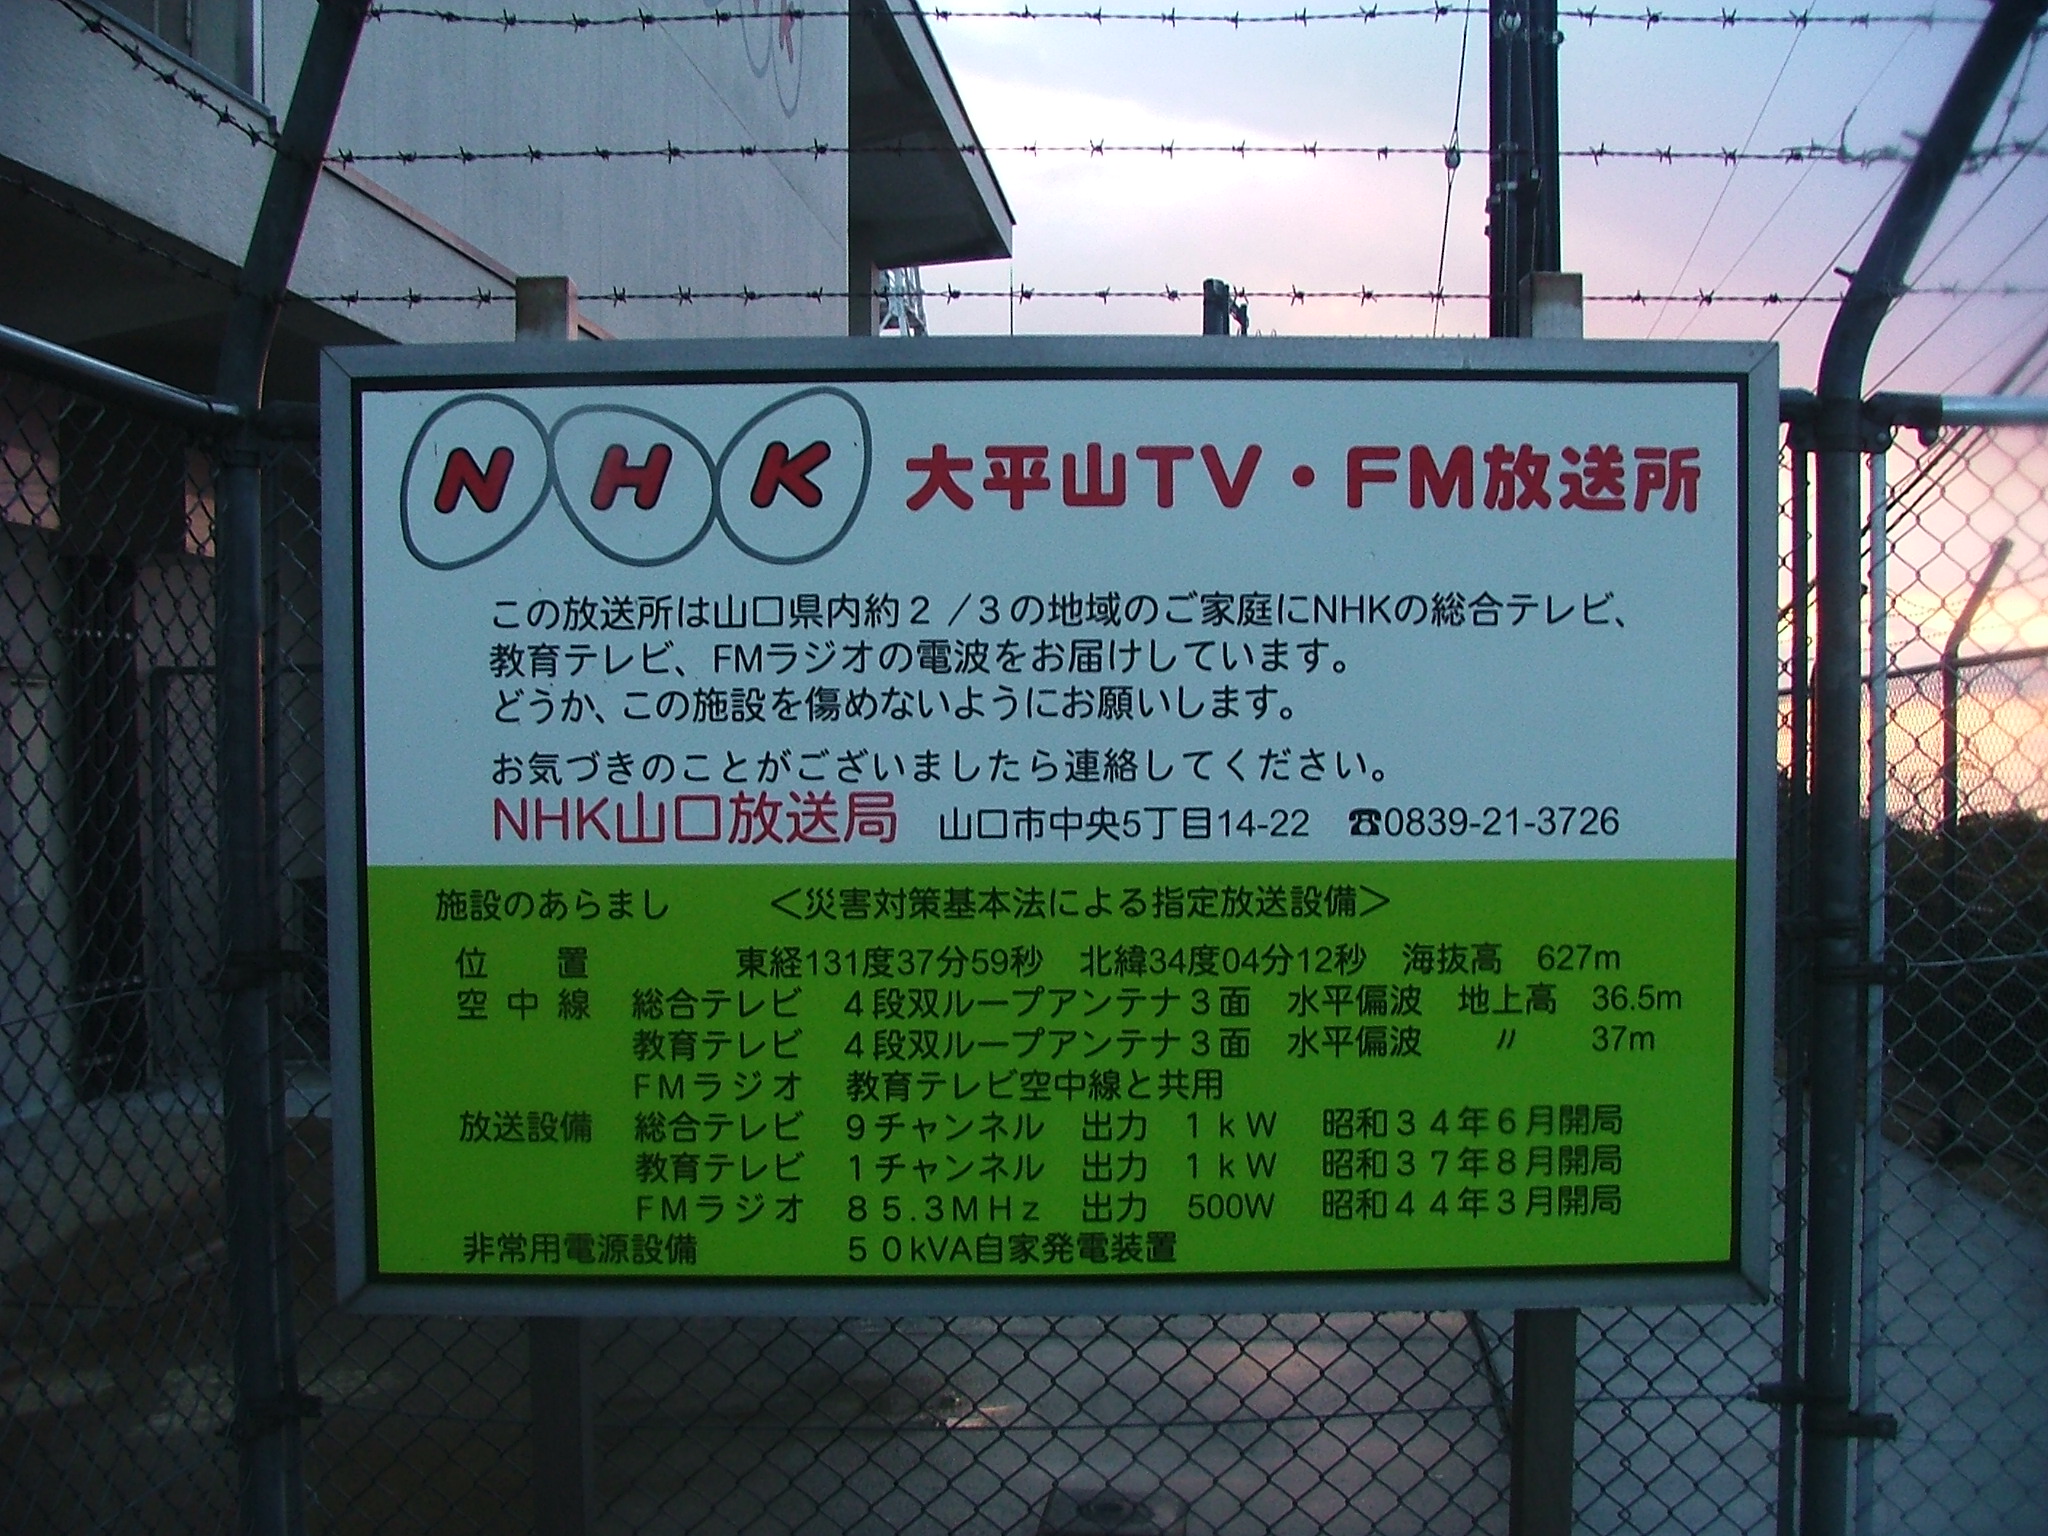 NHK 大平山TV・FM放送所
この放送所は山口県内約2/3の地域のご家庭にNHKの総合テレビ、
教育テレビ、FMラジオの電波をお届けしています。
どうか、この施設を傷めないようにお願いします。
お気づきのことがございましたら連絡してください。
NHK山口放送局 山口市中央5丁目14-22 ☎0839-21-3726
施設のあらまし <災害対策基本法による指定放送設備>
位置 東経131度37分59秒 北緯34度04分12秒 海抜高 627m
空中線 総合テレビ 4段双ループアンテナ3面 水平偏波 地上高 36.5m
教育テレビ 4段双ループアンテナ3面 水平偏波 〃 37m
FMラジオ 教育テレビ空中線と共用
放送設備 総合テレビ 9チャンネル 出力 1kW 昭和34年6月開局
教育テレビ 1チャンネル 出力 1kW 昭和37年8月開局
FMラジオ 85.3MHz 出力 500W 昭和44年3月開局
非常用電源設備 50kVA自家発電装置